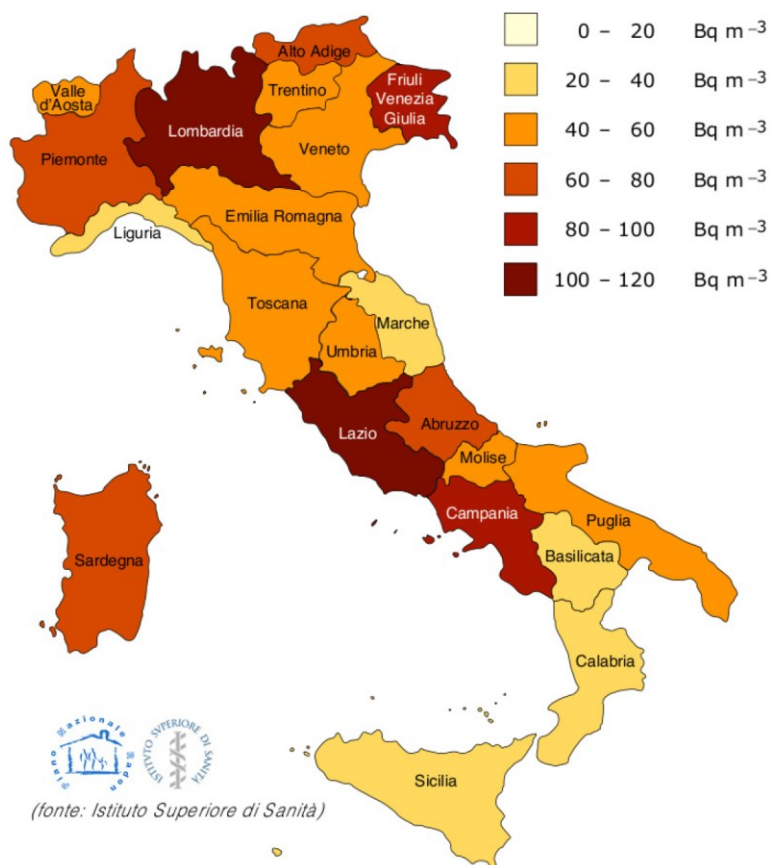 Alto Adige
Valle
d'Aosta
Trentino
Friuli
Venezia
Giulia
Lombardia
Veneto
Piemonte
Emilia Romagna
Liguria
Toscana
Marche
Umbria
Abruzzo
Lazio
Molise
Campania
Puglia
Basilicata
Sardegna
Calabria
Sicilia
0 – 20 Bq m⁻³
20 – 40 Bq m⁻³
40 – 60 Bq m⁻³
60 – 80 Bq m⁻³
80 – 100 Bq m⁻³
100 – 120 Bq m⁻³
Piano Nazionale Radon
ISTITUTO SVPERIORE DI SANITÀ
(fonte: Istituto Superiore di Sanità)